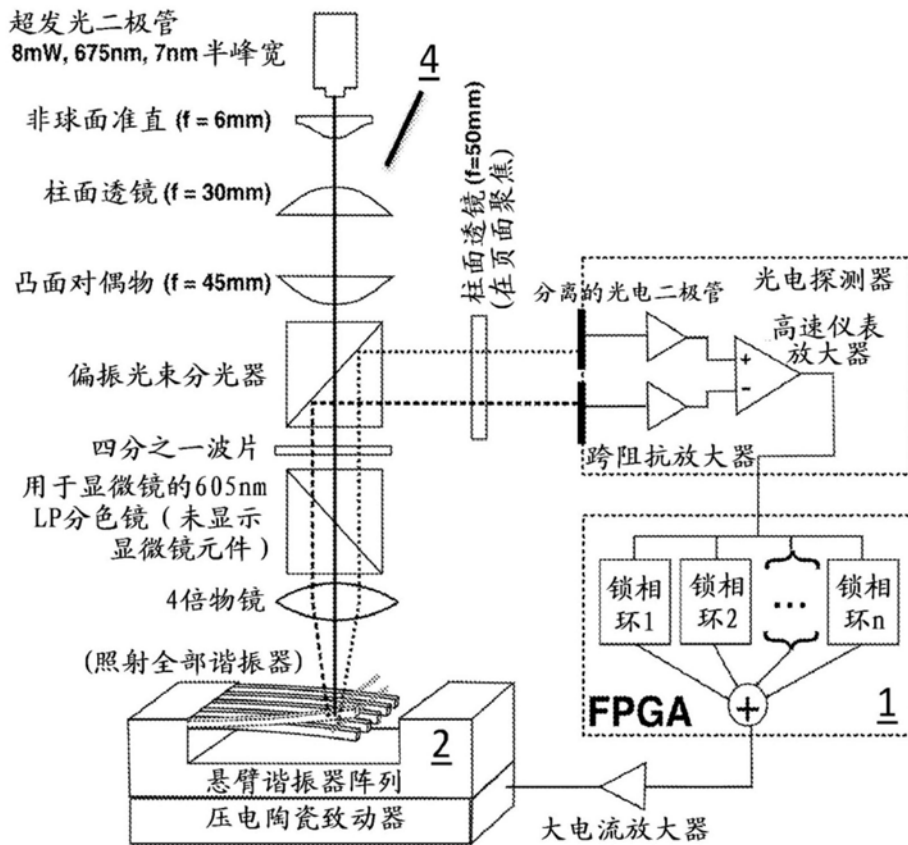 超发光二极管
8mW, 675nm, 7nm 半峰宽
4
非球面准直 (f = 6mm)
柱面透镜 (f = 30mm)
凸面对偶物 (f = 45mm)
柱面透镜 (f=50mm)
(在页面聚焦)
偏振光束分光器
四分之一波片
用于显微镜的605nm
LP分色镜（未显示
显微镜元件）
4倍物镜
(照射全部谐振器)
分离的光电二极管
光电探测器
高速仪表
放大器
+
-
跨阻抗放大器
锁相
环1
锁相
环2
...
锁相
环n
+
FPGA
1
2
悬臂谐振器阵列
压电陶瓷致动器
大电流放大器